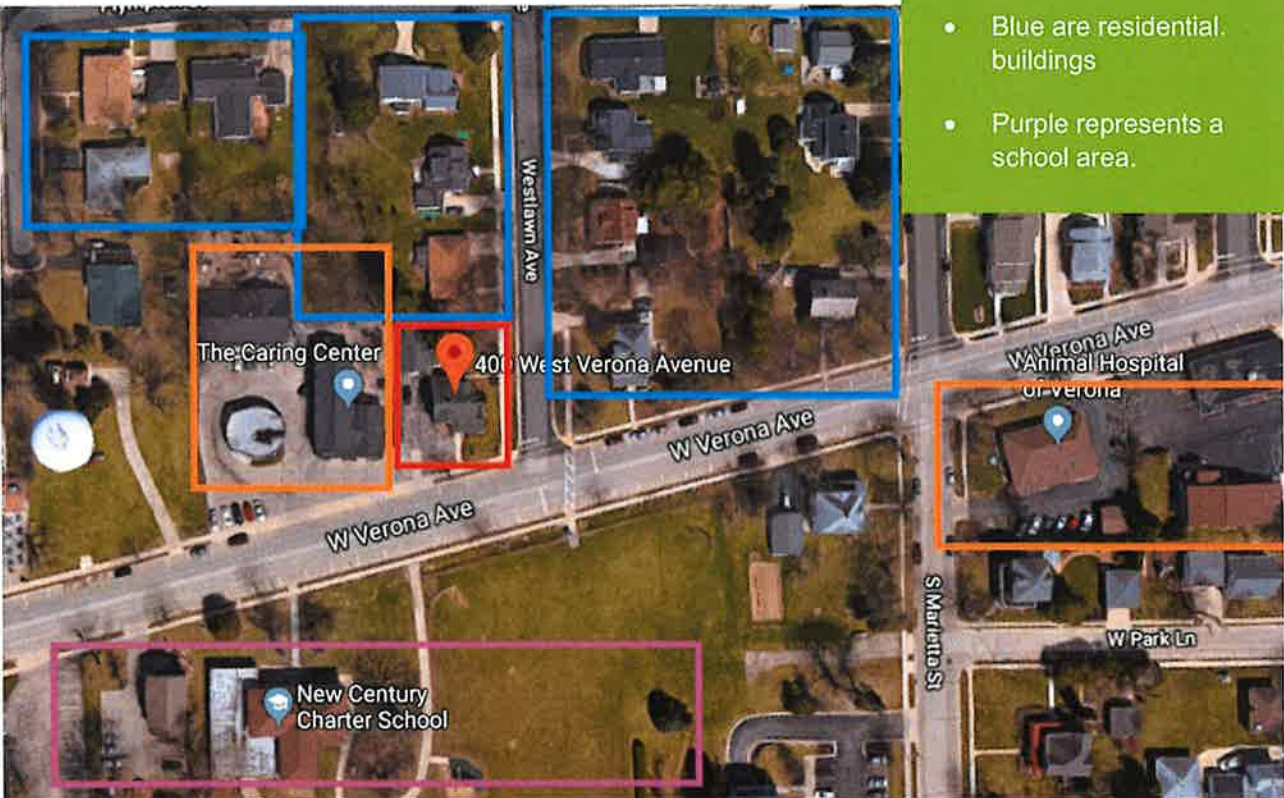 • Blue are residential.
buildings
• Purple represents a
school area.
Westlawn Ave
The Caring Center
400 West Verona Avenue
W Verona Ave
Animal Hospital
of Verona
W Verona Ave
W Verona Ave
S Marietta St
W Park Ln
New Century
Charter School